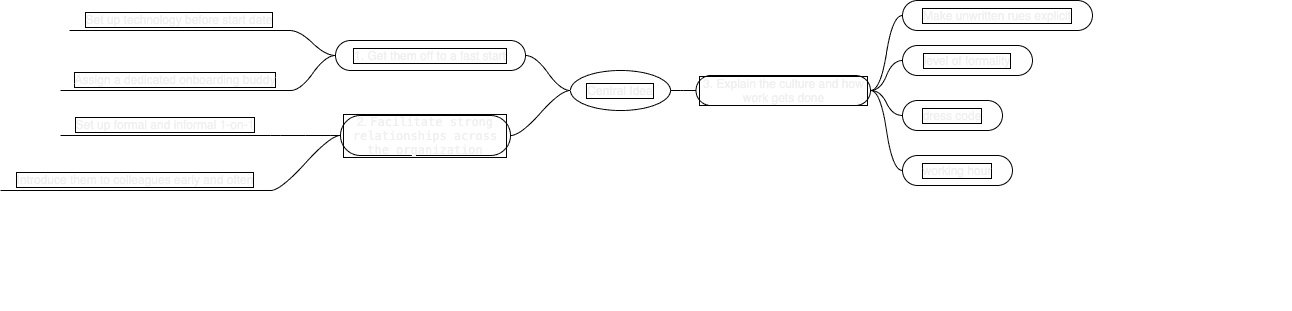 Set up technology before start date
Assign a dedicated onboarding buddy
Set up formal and informal 1-on-1
Introduce them to colleagues early and often
1. Get them off to a fast start
2.Facilitate strong
relationships across
the organization
Central Idea
3. Explain the culture and how
work gets done
Make unwritten rues explicit
level of formality
dress code
working hour